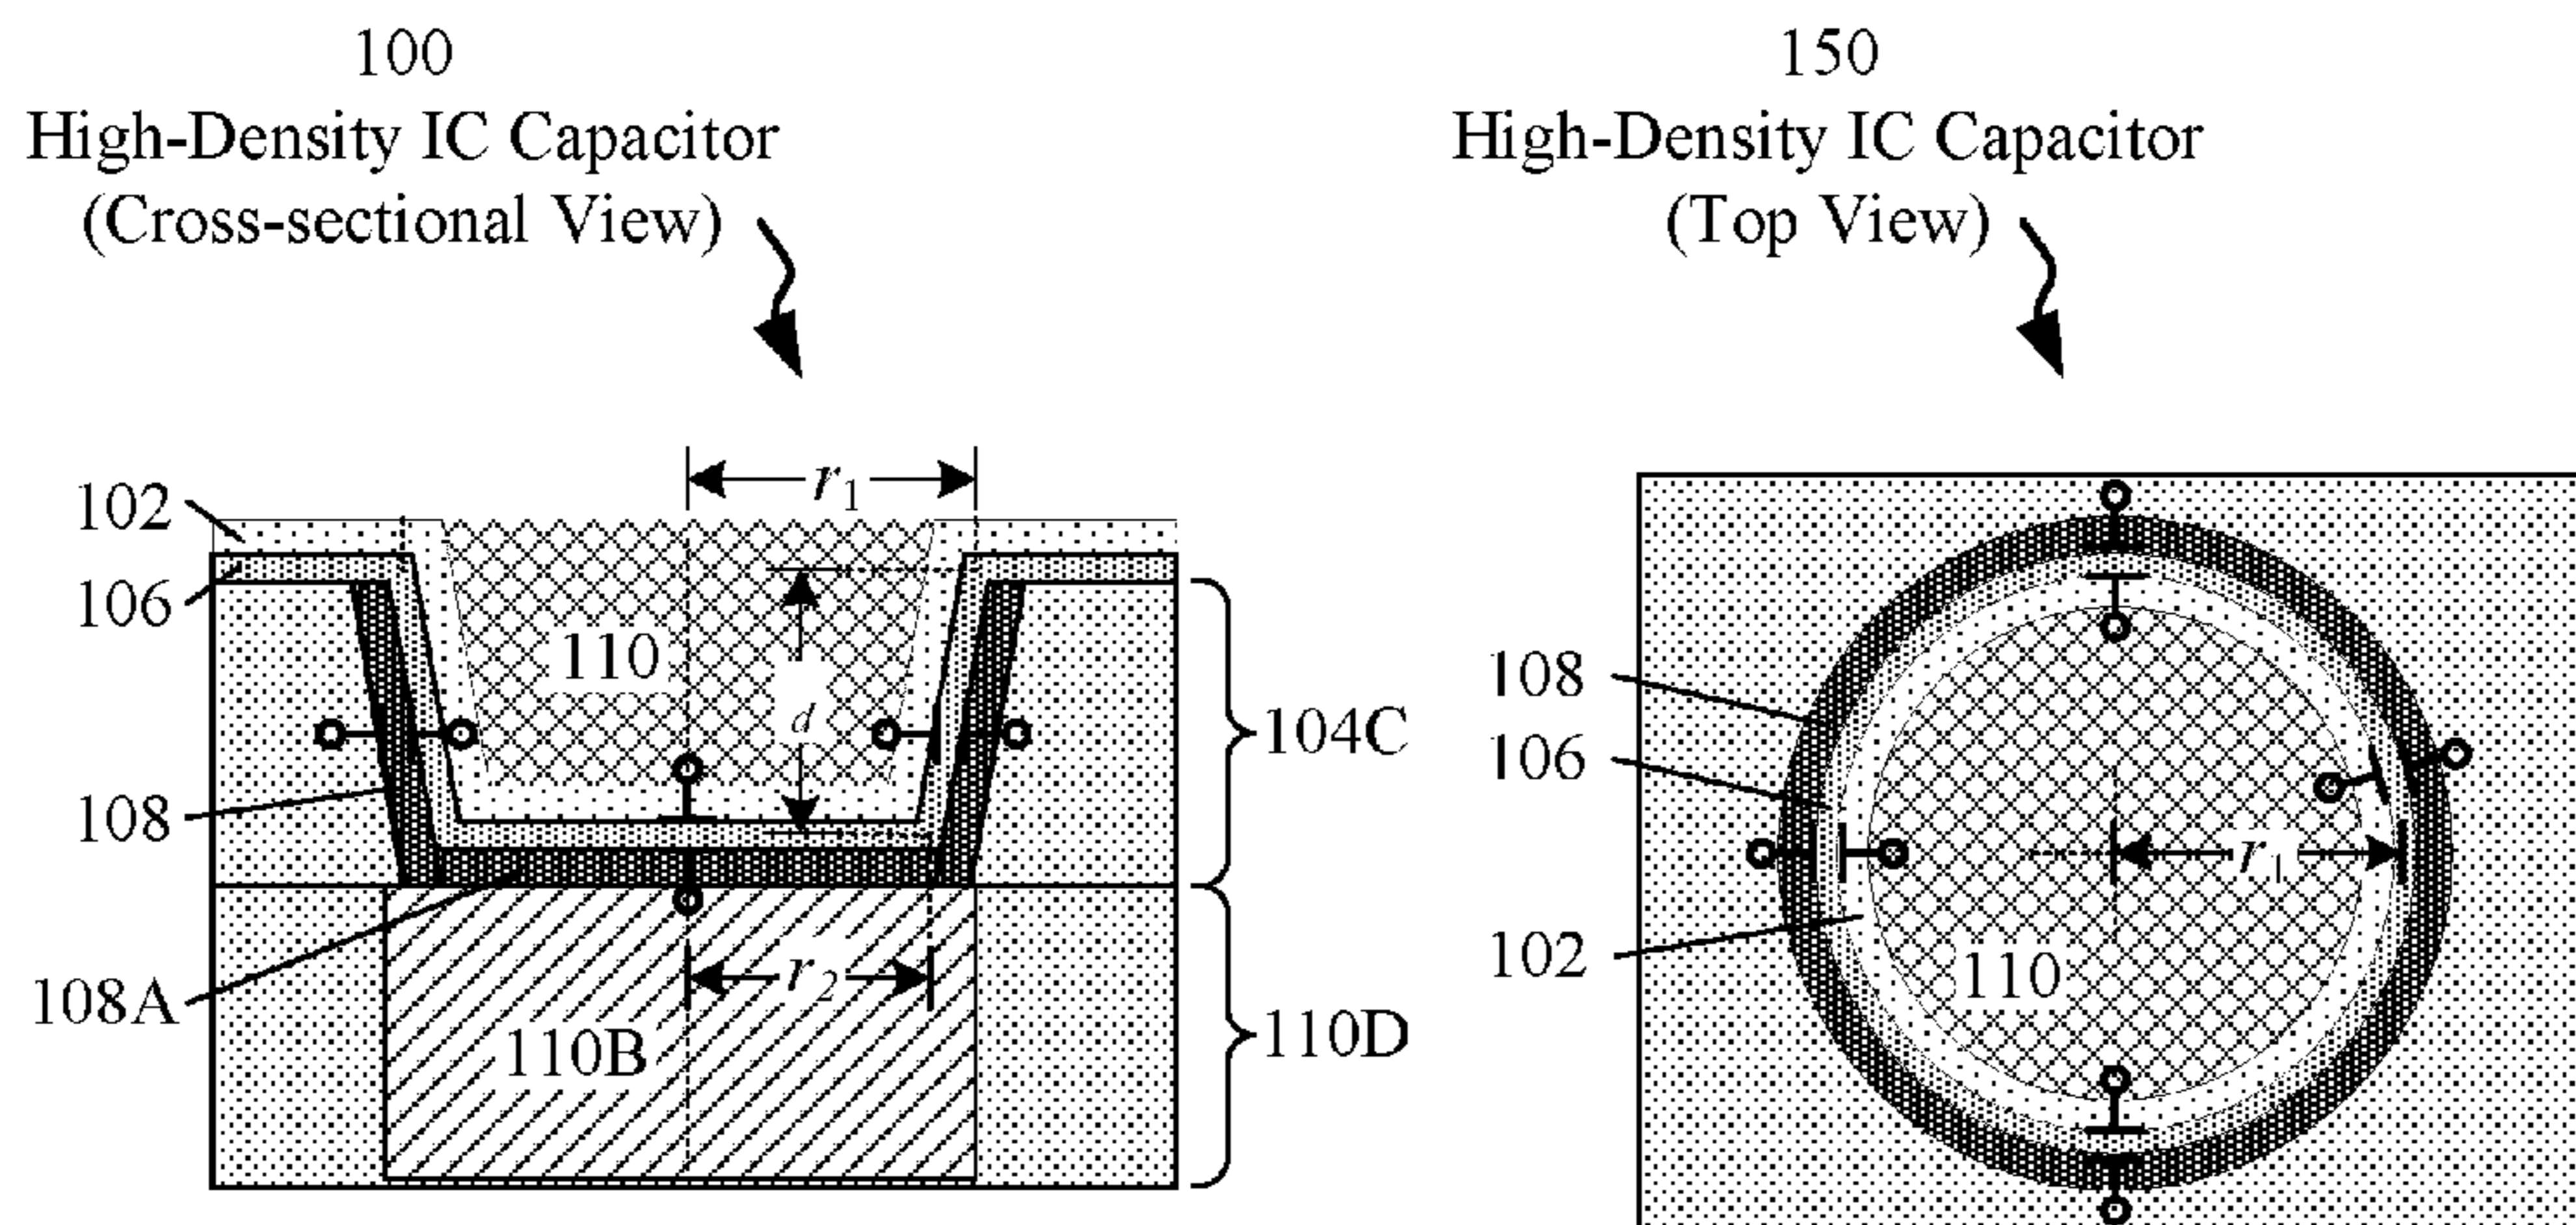 100
High-Density IC Capacitor
(Cross-sectional View)
150
High-Density IC Capacitor
(Top View)
r1
102
106
110
d
104C
108
r2
108A
110B
110D
108
106
r1
102
110